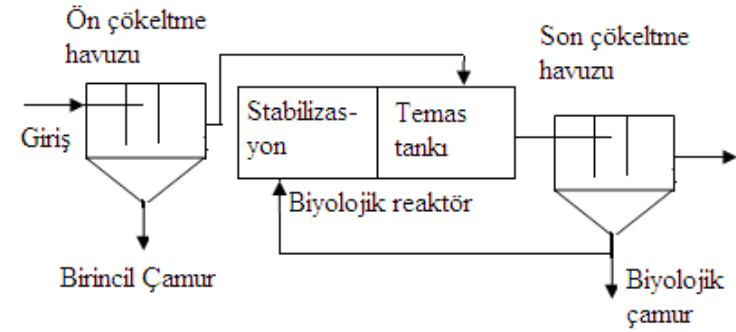 Ön çökeltme
havuzu
Giriş
Birincil Çamur
Stabilizas-
yon
Temas
tankı
Biyolojik reaktör
Son çökeltme
havuzu
Biyolojik
çamur